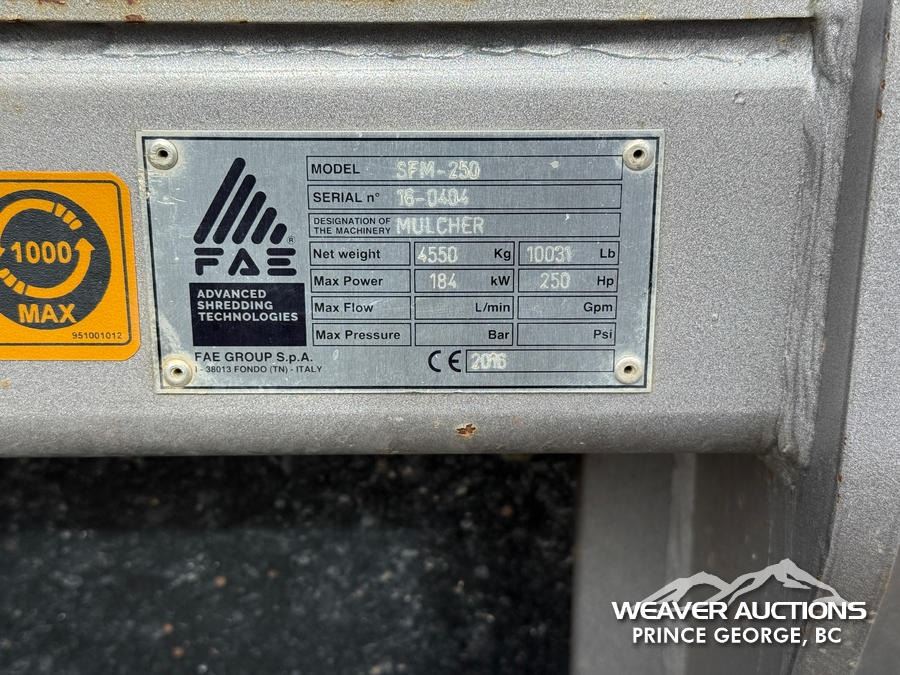 1000
MAX
951001012
FAE®
ADVANCED
SHREDDING
TECHNOLOGIES
FAE GROUP S.p.A.
I - 38013 FONDO (TN) - ITALY
MODEL SFM-250
SERIAL n° 16-0404
DESIGNATION OF
THE MACHINERY MULCHER
Net weight 4550 Kg 10031 Lb
Max Power 184 kW 250 Hp
Max Flow L/min Gpm
Max Pressure Bar Psi
CE 2016
WEAVER AUCTIONS
PRINCE GEORGE, BC